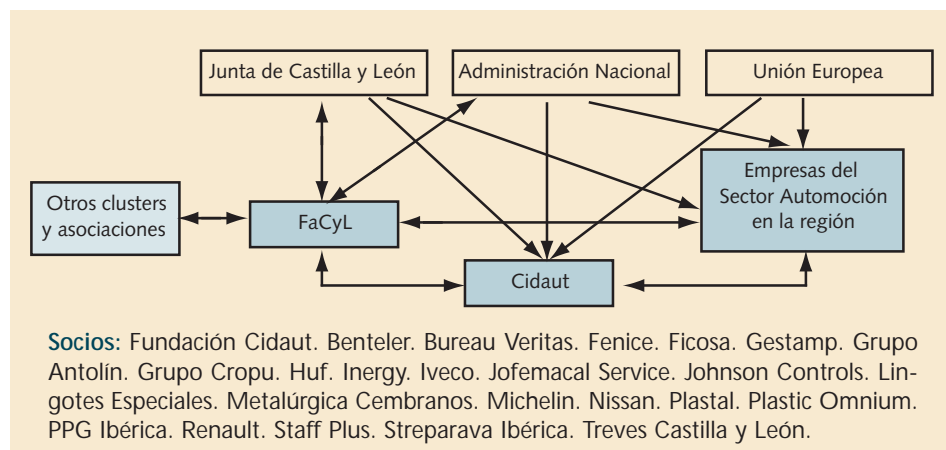 Junta de Castilla y León
Administración Nacional
Unión Europea
Otros clusters
y asociaciones
FaCyL
Empresas del
Sector Automoción
en la región
Cidaut
Socios: Fundación Cidaut. Benteler. Bureau Veritas. Fenice. Ficosa. Gestamp. Grupo
Antolín. Grupo Cropu. Huf. Inergy. Iveco. Jofemacal Service. Johnson Controls. Lin-
gotes Especiales. Metalúrgica Cembranos. Michelin. Nissan. Plastal. Plastic Omnium.
PPG Ibérica. Renault. Staff Plus. Streparava Ibérica. Treves Castilla y León.